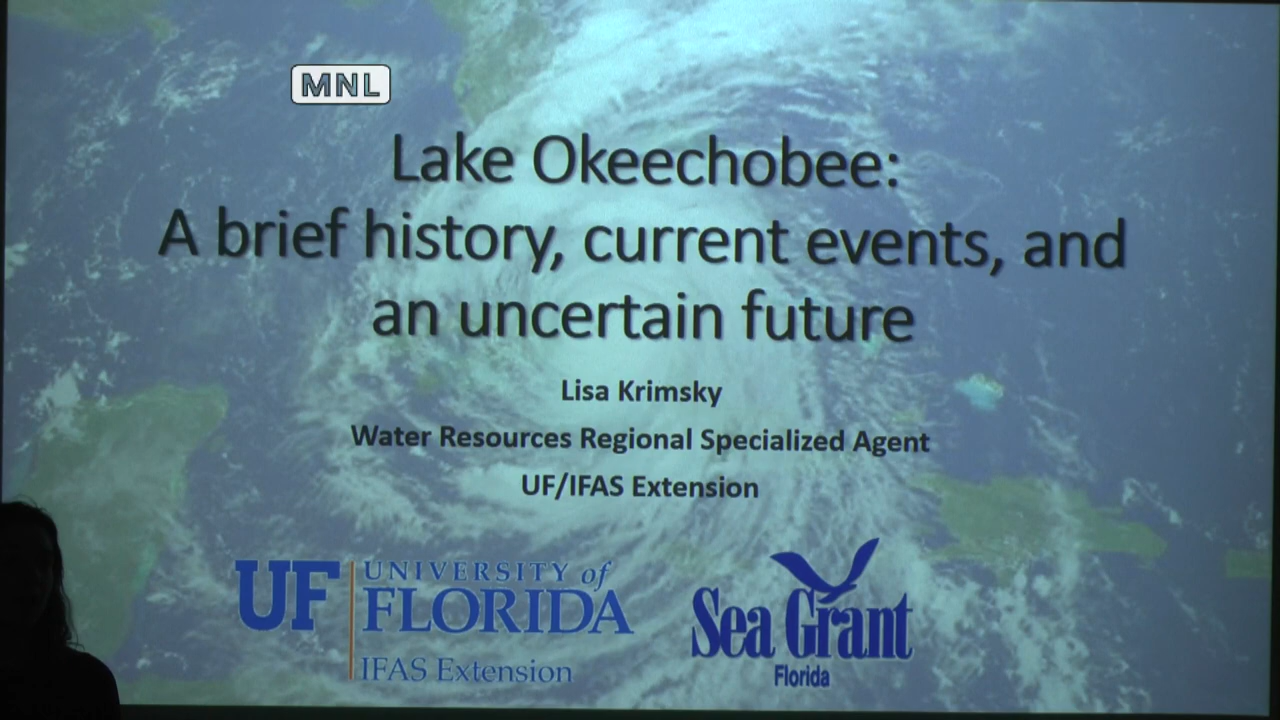 MNL
Lake Okeechobee:
A brief history, current events, and
an uncertain future
Lisa Krimsky
Water Resources Regional Specialized Agent
UF/IFAS Extension
UF
UNIVERSITY of
FLORIDA
IFAS Extension
Sea Grant
Florida